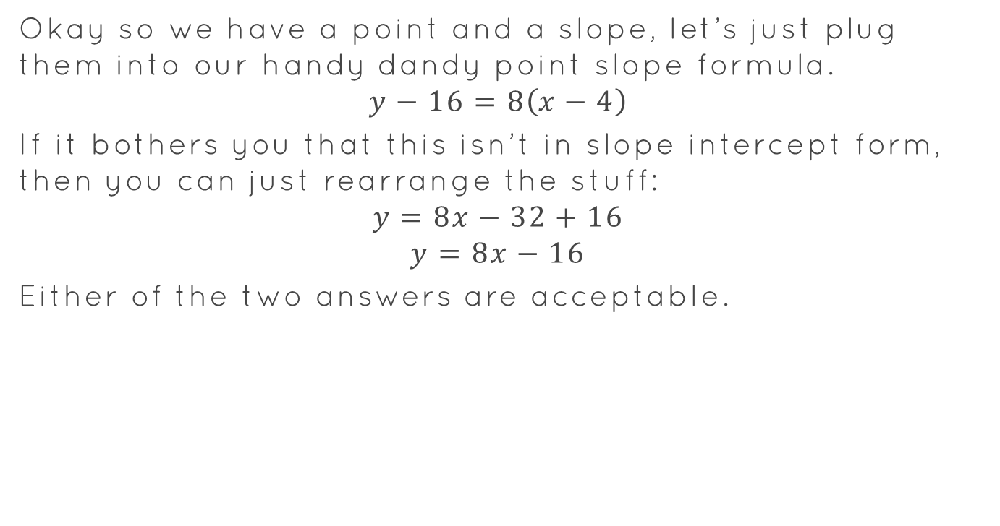 Okay so we have a point and a slope, let’s just plug
them into our handy dandy point slope formula.
y − 16 = 8(x − 4)
If it bothers you that this isn’t in slope intercept form,
then you can just rearrange the stuff:
y = 8x − 32 + 16
y = 8x − 16
Either of the two answers are acceptable.